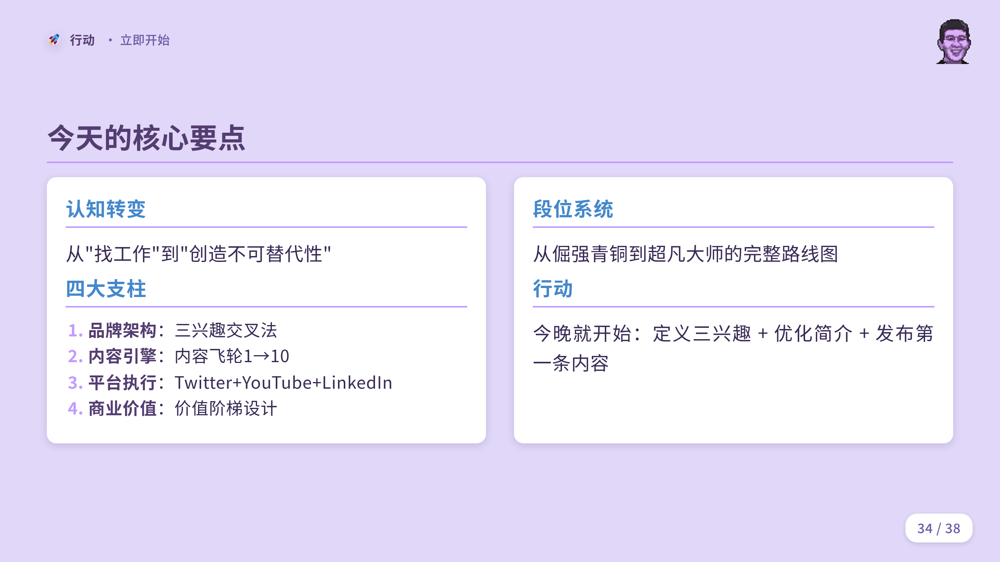 行动 • 立即开始
今天的核心要点
认知转变
从"找工作"到"创造不可替代性"
四大支柱
1. 品牌架构：三兴趣交叉法
2. 内容引擎：内容飞轮1→10
3. 平台执行：Twitter+YouTube+LinkedIn
4. 商业价值：价值阶梯设计
段位系统
从倔强青铜到超凡大师的完整路线图
行动
今晚就开始：定义三兴趣 + 优化简介 + 发布第
一条内容
34 / 38